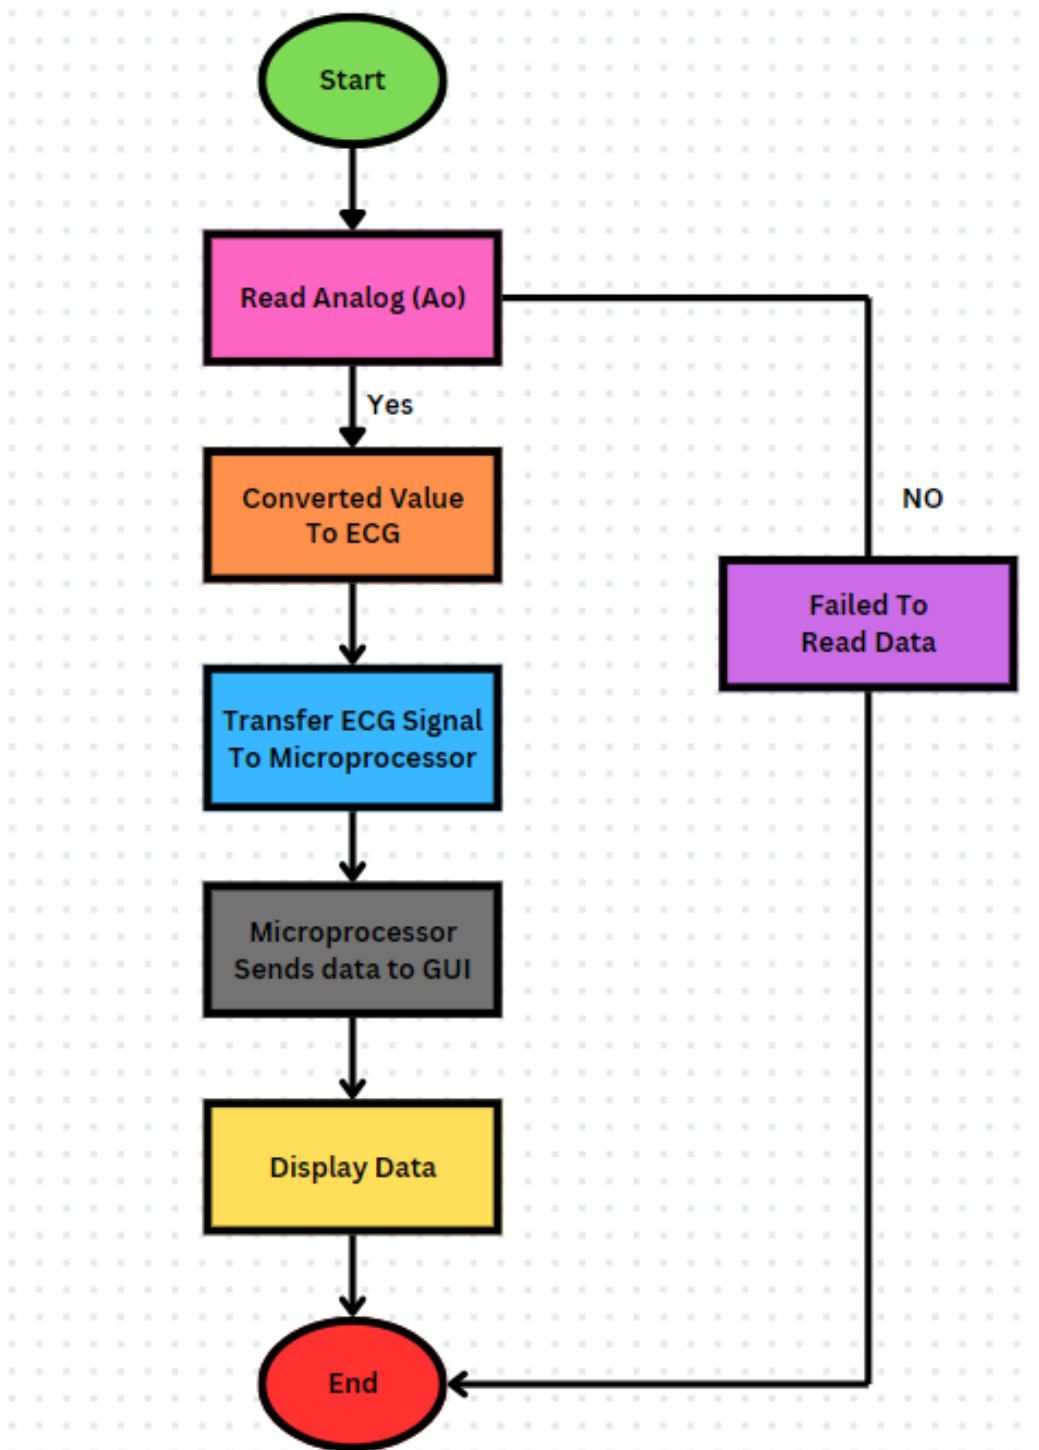 Start
Read Analog (Ao)
Yes
Converted Value
To ECG
NO
Failed To
Read Data
Transfer ECG Signal
To Microprocessor
Microprocessor
Sends data to GUI
Display Data
End